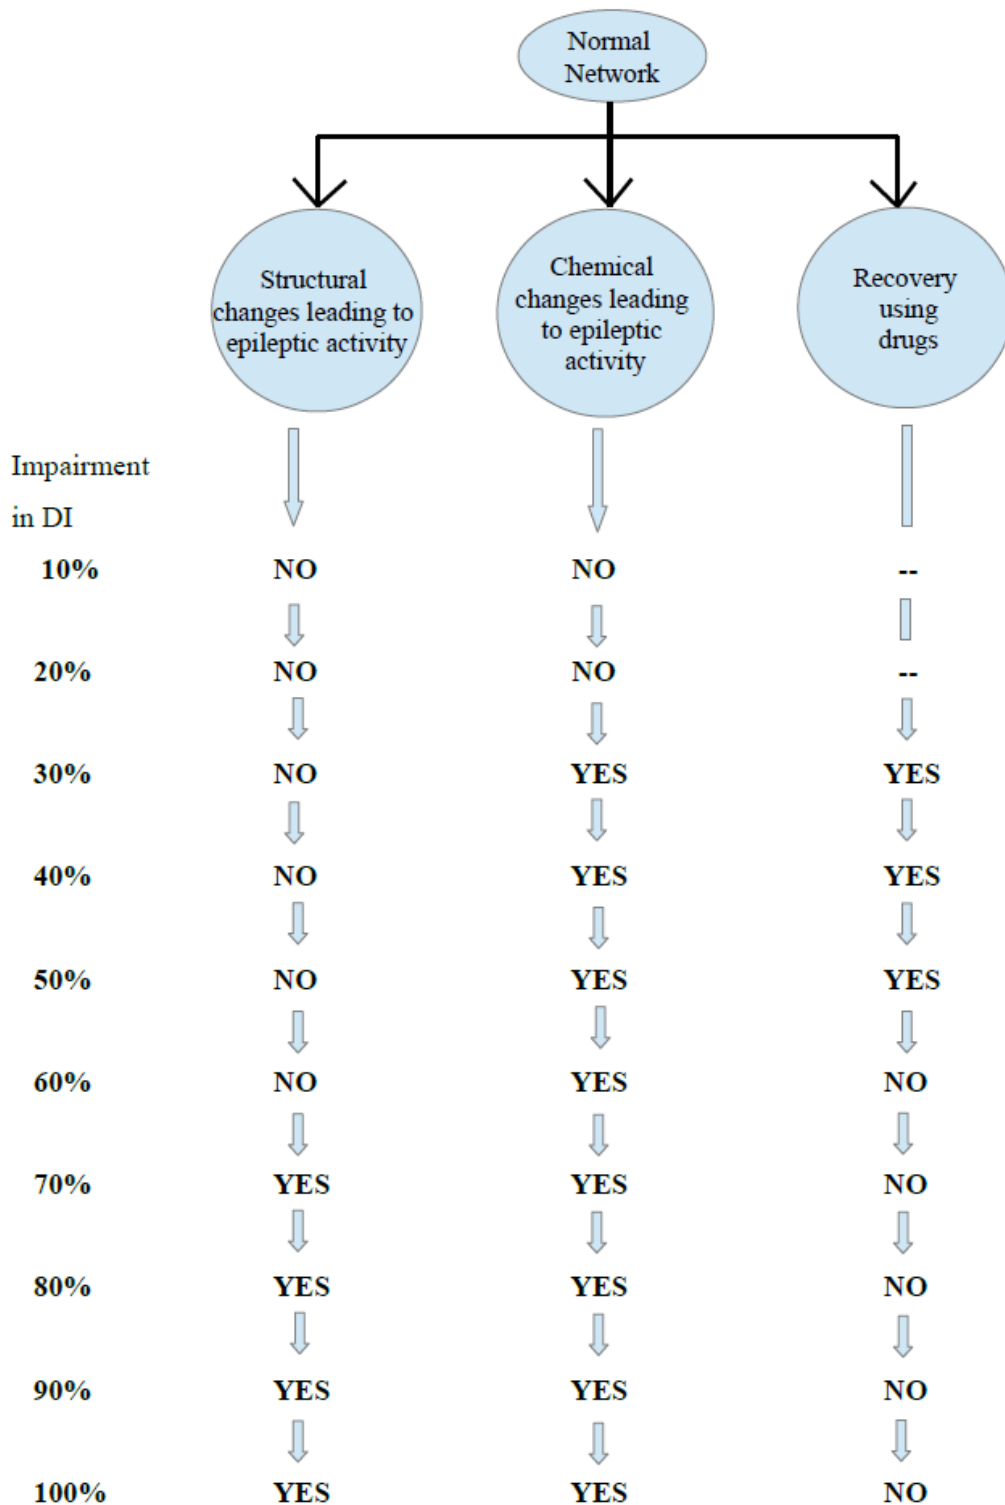 Normal
Network
Structural
changes leading to
epileptic activity
Chemical
changes leading
to epileptic
activity
Recovery
using
drugs
Impairment
in DI
10% NO NO --
20% NO NO --
30% NO YES YES
40% NO YES YES
50% NO YES YES
60% NO YES NO
70% YES YES NO
80% YES YES NO
90% YES YES NO
100% YES YES NO